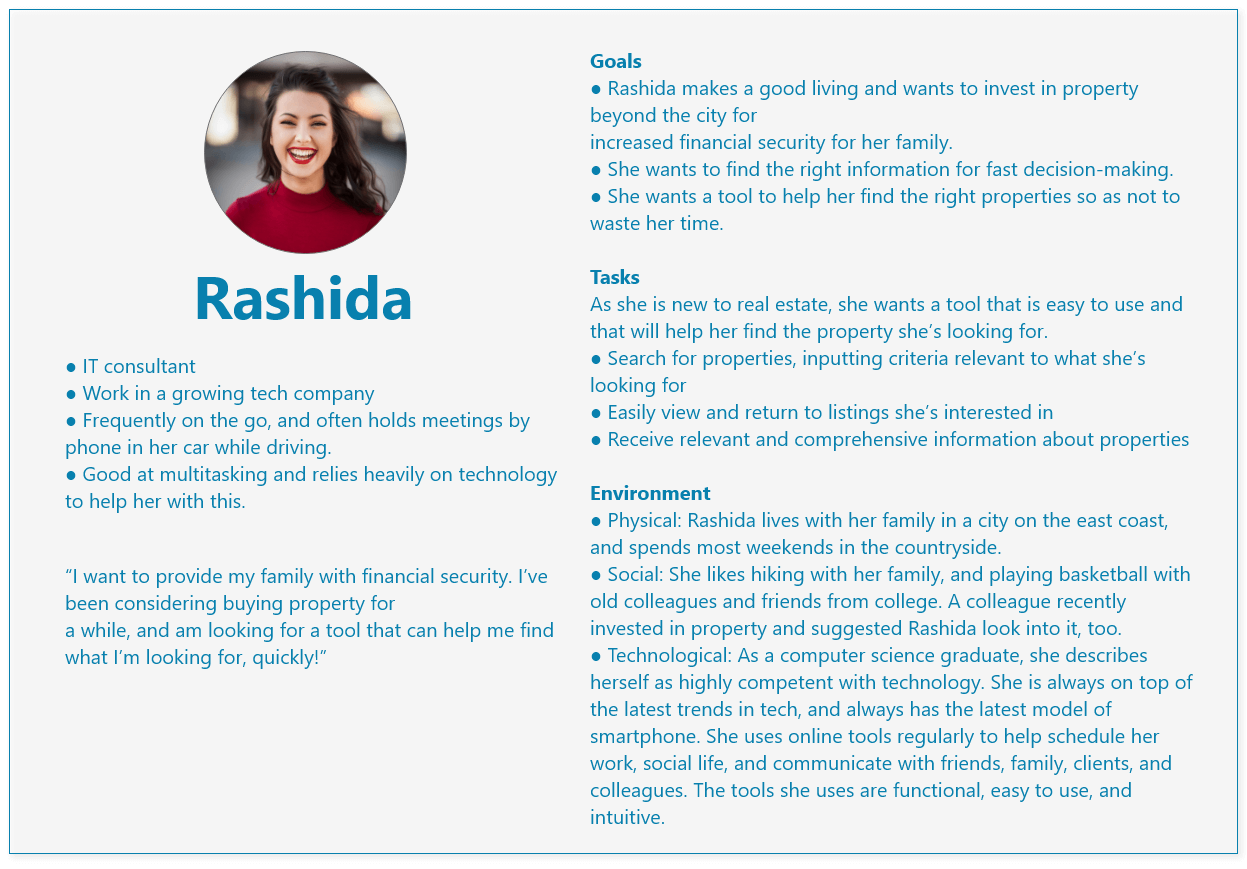 Rashida
● IT consultant
● Work in a growing tech company
● Frequently on the go, and often holds meetings by
phone in her car while driving.
● Good at multitasking and relies heavily on technology
to help her with this.
“I want to provide my family with financial security. I’ve
been considering buying property for
a while, and am looking for a tool that can help me find
what I’m looking for, quickly!”
Goals
● Rashida makes a good living and wants to invest in property
beyond the city for
increased financial security for her family.
● She wants to find the right information for fast decision-making.
● She wants a tool to help her find the right properties so as not to
waste her time.
Tasks
As she is new to real estate, she wants a tool that is easy to use and
that will help her find the property she’s looking for.
● Search for properties, inputting criteria relevant to what she’s
looking for
● Easily view and return to listings she’s interested in
● Receive relevant and comprehensive information about properties
Environment
● Physical: Rashida lives with her family in a city on the east coast,
and spends most weekends in the countryside.
● Social: She likes hiking with her family, and playing basketball with
old colleagues and friends from college. A colleague recently
invested in property and suggested Rashida look into it, too.
● Technological: As a computer science graduate, she describes
herself as highly competent with technology. She is always on top of
the latest trends in tech, and always has the latest model of
smartphone. She uses online tools regularly to help schedule her
work, social life, and communicate with friends, family, clients, and
colleagues. The tools she uses are functional, easy to use, and
intuitive.